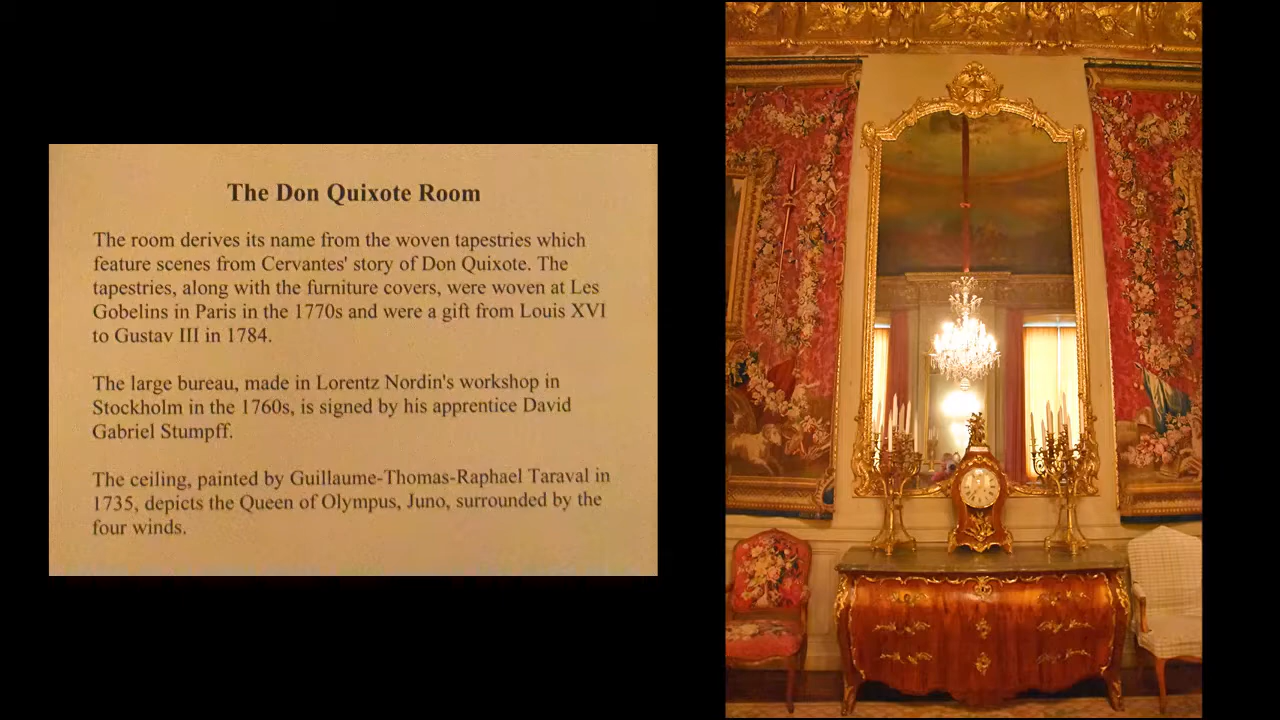 The Don Quixote Room
The room derives its name from the woven tapestries which
feature scenes from Cervantes' story of Don Quixote. The
tapestries, along with the furniture covers, were woven at Les
Gobelins in Paris in the 1770s and were a gift from Louis XVI
to Gustav III in 1784.
The large bureau, made in Lorentz Nordin's workshop in
Stockholm in the 1760s, is signed by his apprentice David
Gabriel Stumpff.
The ceiling, painted by Guillaume-Thomas-Raphael Taraval in
1735, depicts the Queen of Olympus, Juno, surrounded by the
four winds.